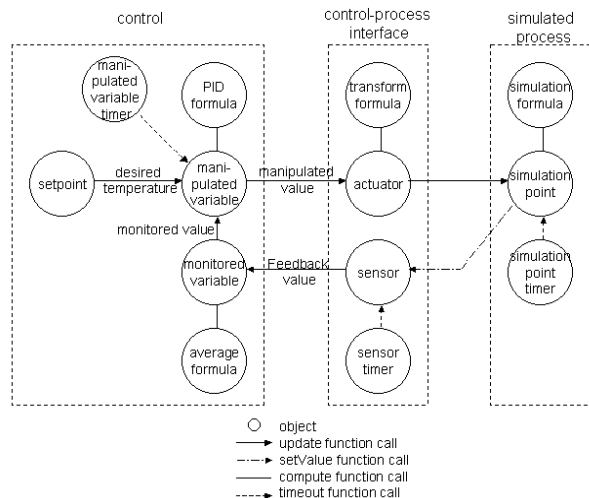 control
control-process
interface
simulated
process
mani-
pulated
variable
timer
PID
formula
transform
formula
simulation
formula
setpoint
desired
temperature
mani-
pulated
variable
manipulated
value
actuator
simulation
point
monitored value
monitored
variable
Feedback
value
sensor
simulation
point
timer
average
formula
sensor
timer
object
update function call
setValue function call
compute function call
timeout function call